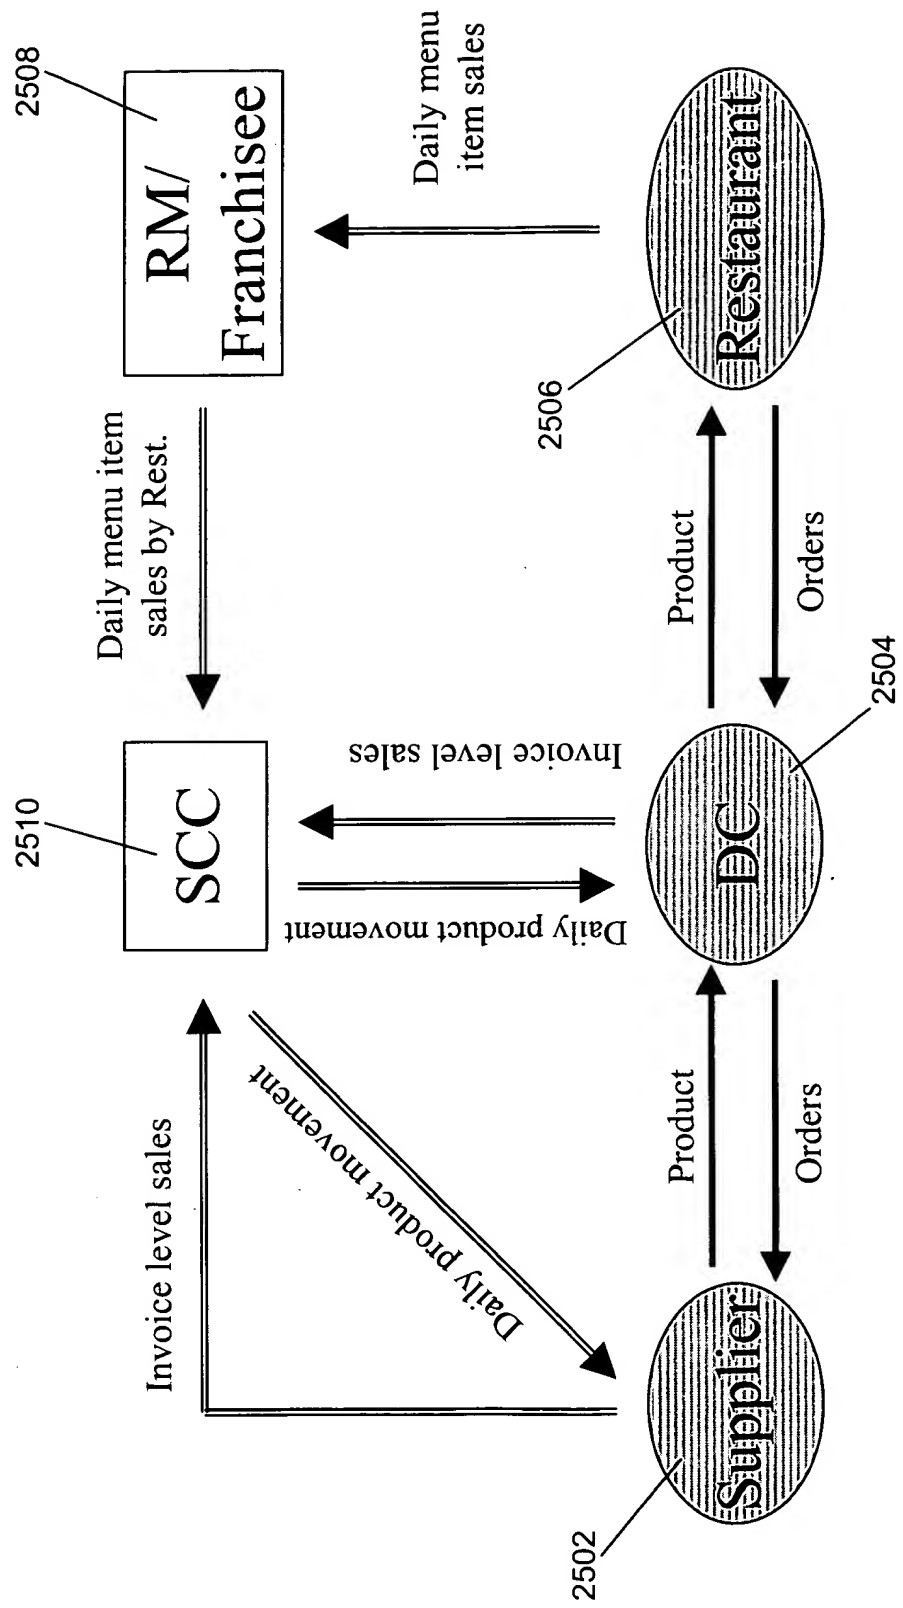 2510
2508
SCC
RM/
Franchisee
Daily menu item
sales by Rest.
Invoice level sales
Daily product movement
Daily product movement
Invoice level sales
Daily menu
item sales
2502
Supplier
Product
Orders
DC
2504
Product
Orders
2506
Restaurant